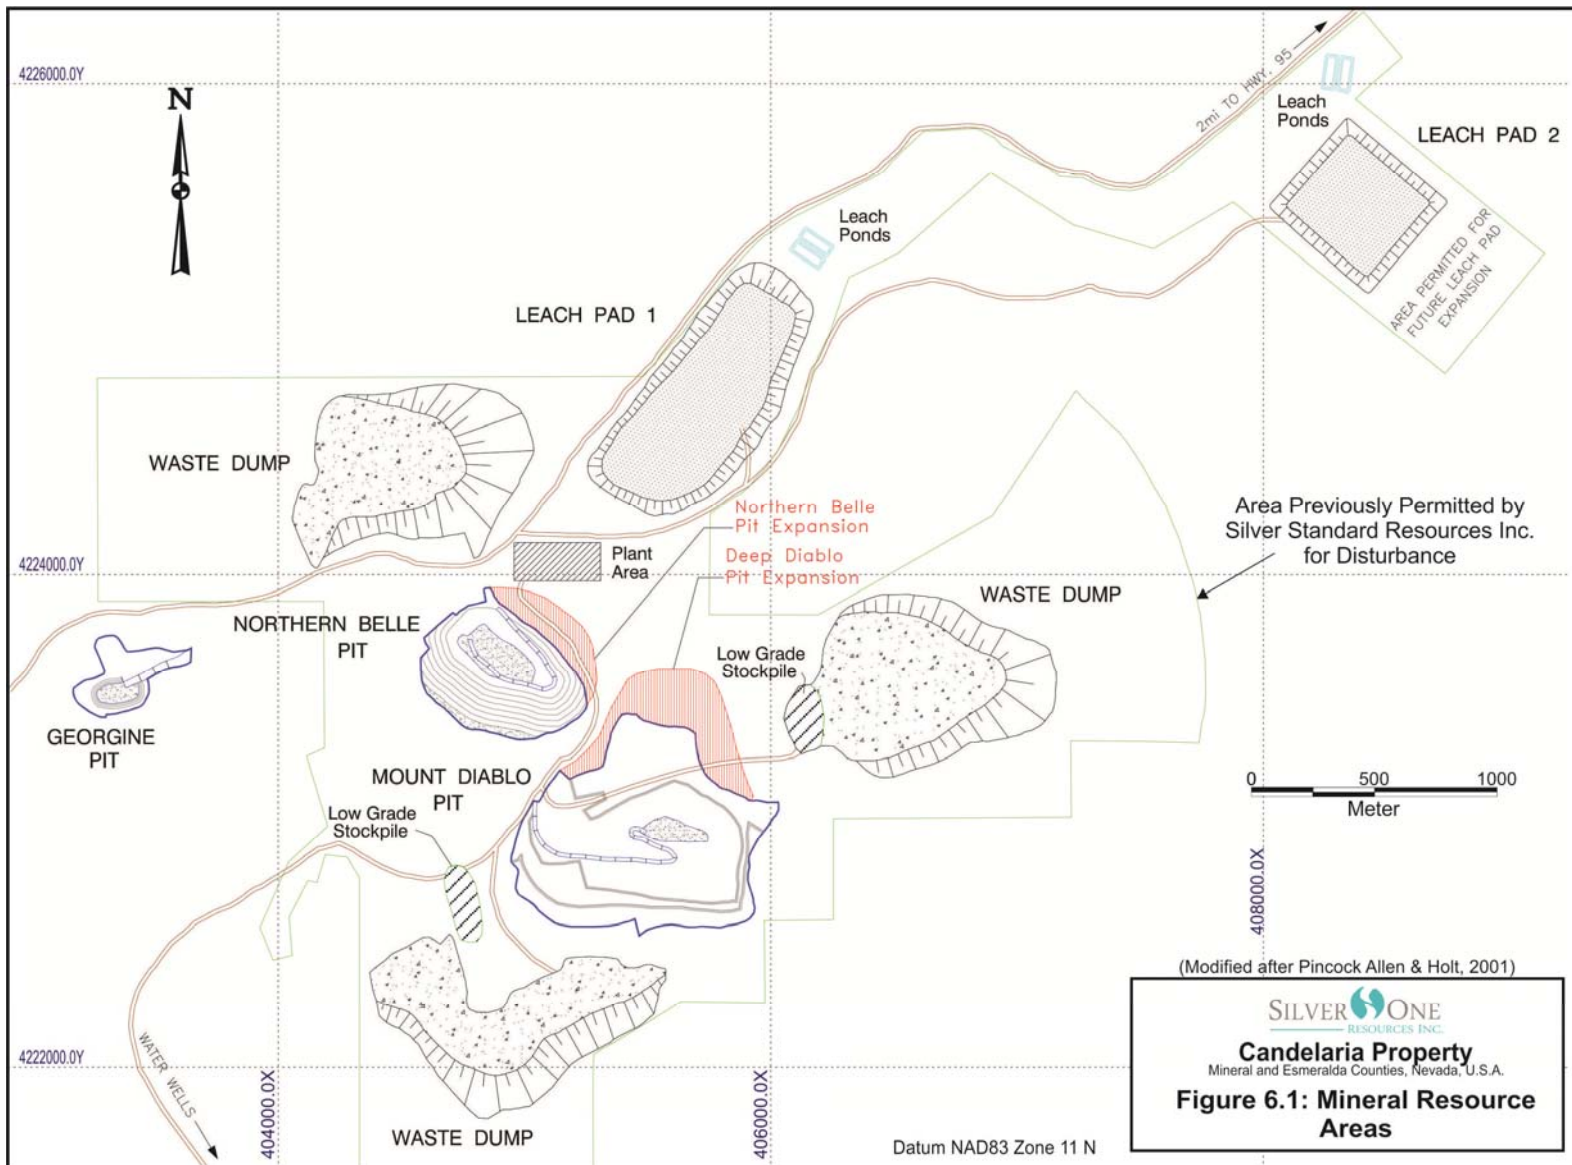 4226000.0Y
N
2mi TO HWY. 95
Leach
Ponds
LEACH PAD 2
Leach
Ponds
AREA PERMITTED FOR
FUTURE LEACH PAD
EXPANSION
LEACH PAD 1
WASTE DUMP
Northern Belle
Pit Expansion
Area Previously Permitted by
Silver Standard Resources Inc.
for Disturbance
4224000.0Y
Plant
Area
Deep Diablo
Pit Expansion
WASTE DUMP
NORTHERN BELLE
PIT
Low Grade
Stockpile
GEORGINE
PIT
MOUNT DIABLO
PIT
0 500 1000
Meter
Low Grade
Stockpile
408000.0X
(Modified after Pincock Allen & Holt, 2001)
SILVER ONE
RESOURCES INC.
Candelaria Property
Mineral and Esmeralda Counties, Nevada, U.S.A.
Figure 6.1: Mineral Resource
Areas
4222000.0Y
WATER WELLS
404000.0X
406000.0X
WASTE DUMP
Datum NAD83 Zone 11 N